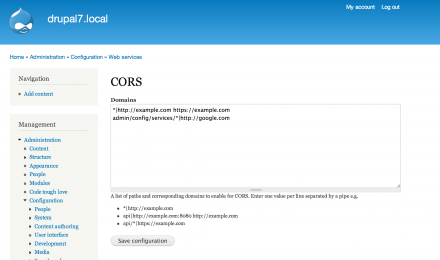 My account Log out
drupal7.local
Home » Administration » Configuration » Web services
Navigation
Add content
Management
Administration
Content
Structure
Appearance
People
Modules
Code tough love
Configuration
People
System
Content authoring
User interface
Development
Media
CORS
Domains
*|http://example.com https://example.com
admin/config/services/*|http://google.com
A list of paths and corresponding domains to enable for CORS. Enter one value per line separated by a pipe e.g.
*|http://example.com
api|http://example.com:8080 http://example.com
api/*|https://example.com
Save configuration